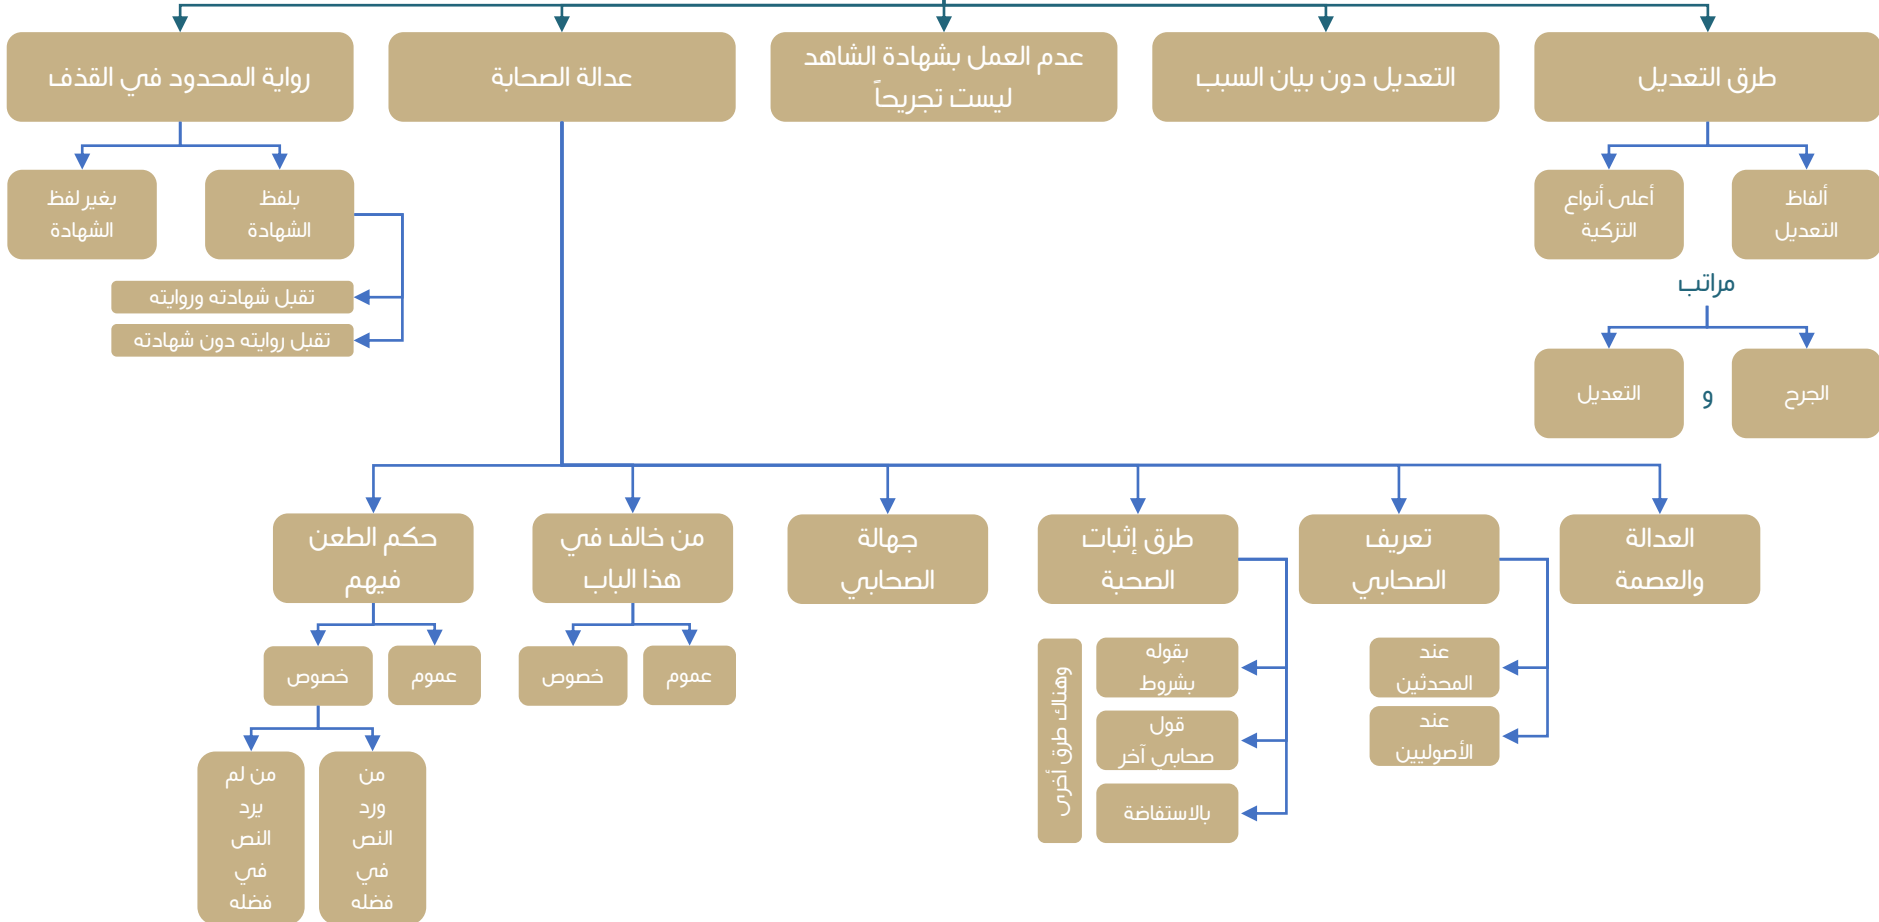 طرق التعديل
التعديل دون بيان السبب
عدم العمل بشهادة الشاهد
ليست تجريحاً
عدالة الصحابة
رواية المحدود في القذف
ألفاظ
التعديل
أعلى أنواع
التزكية
بلفظ
الشهادة
بغير لفظ
الشهادة
مراتب
تقبل شهادته وروايته
تقبل روايته دون شهادته
الجرح
و
التعديل
العدالة
والعصمة
تعريف
الصحابي
طرق إثبات
الصحبة
جهالة
الصحابي
من خالف في
هذا الباب
حكم الطعن
فيهم
عند
المحدثين
عند
الأصوليين
بقوله
بشروط
قول
صحابي آخر
بالاستفاضة
وهناك طرق أخرى
عموم
خصوص
عموم
خصوص
من
ورد
النص
في
فضله
من لم
يرد
النص
في
فضله